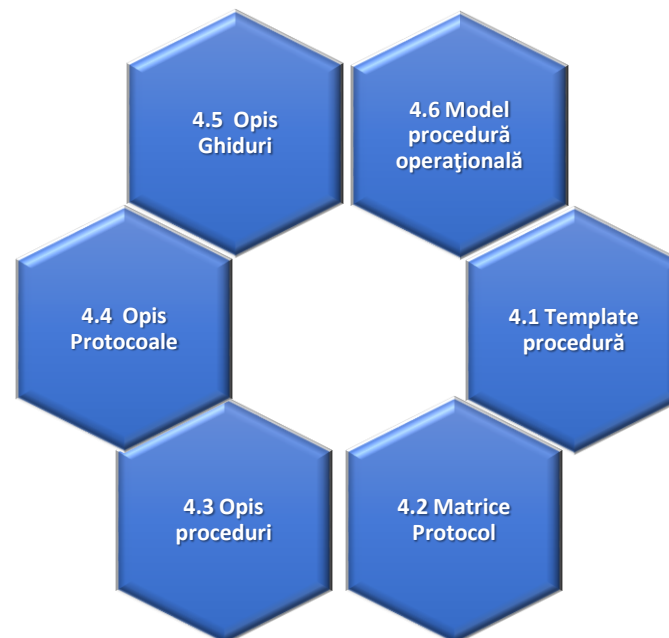 4.5 Opis
Ghiduri
4.6 Model
procedură
operaţională
4.4 Opis
Protocoale
4.1 Template
procedură
4.3 Opis
proceduri
4.2 Matrice
Protocol